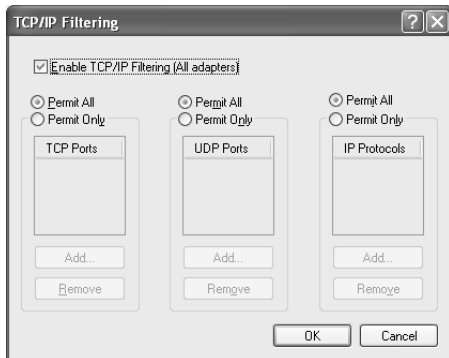 TCP/IP Filtering
Enable TCP/IP Filtering (All adapters)
Permit All
Permit Only
TCP Ports
Add...
Remove
Permit All
Permit Only
UDP Ports
Add...
Remove
Permit All
Permit Only
IP Protocols
Add...
Remove
OK
Cancel